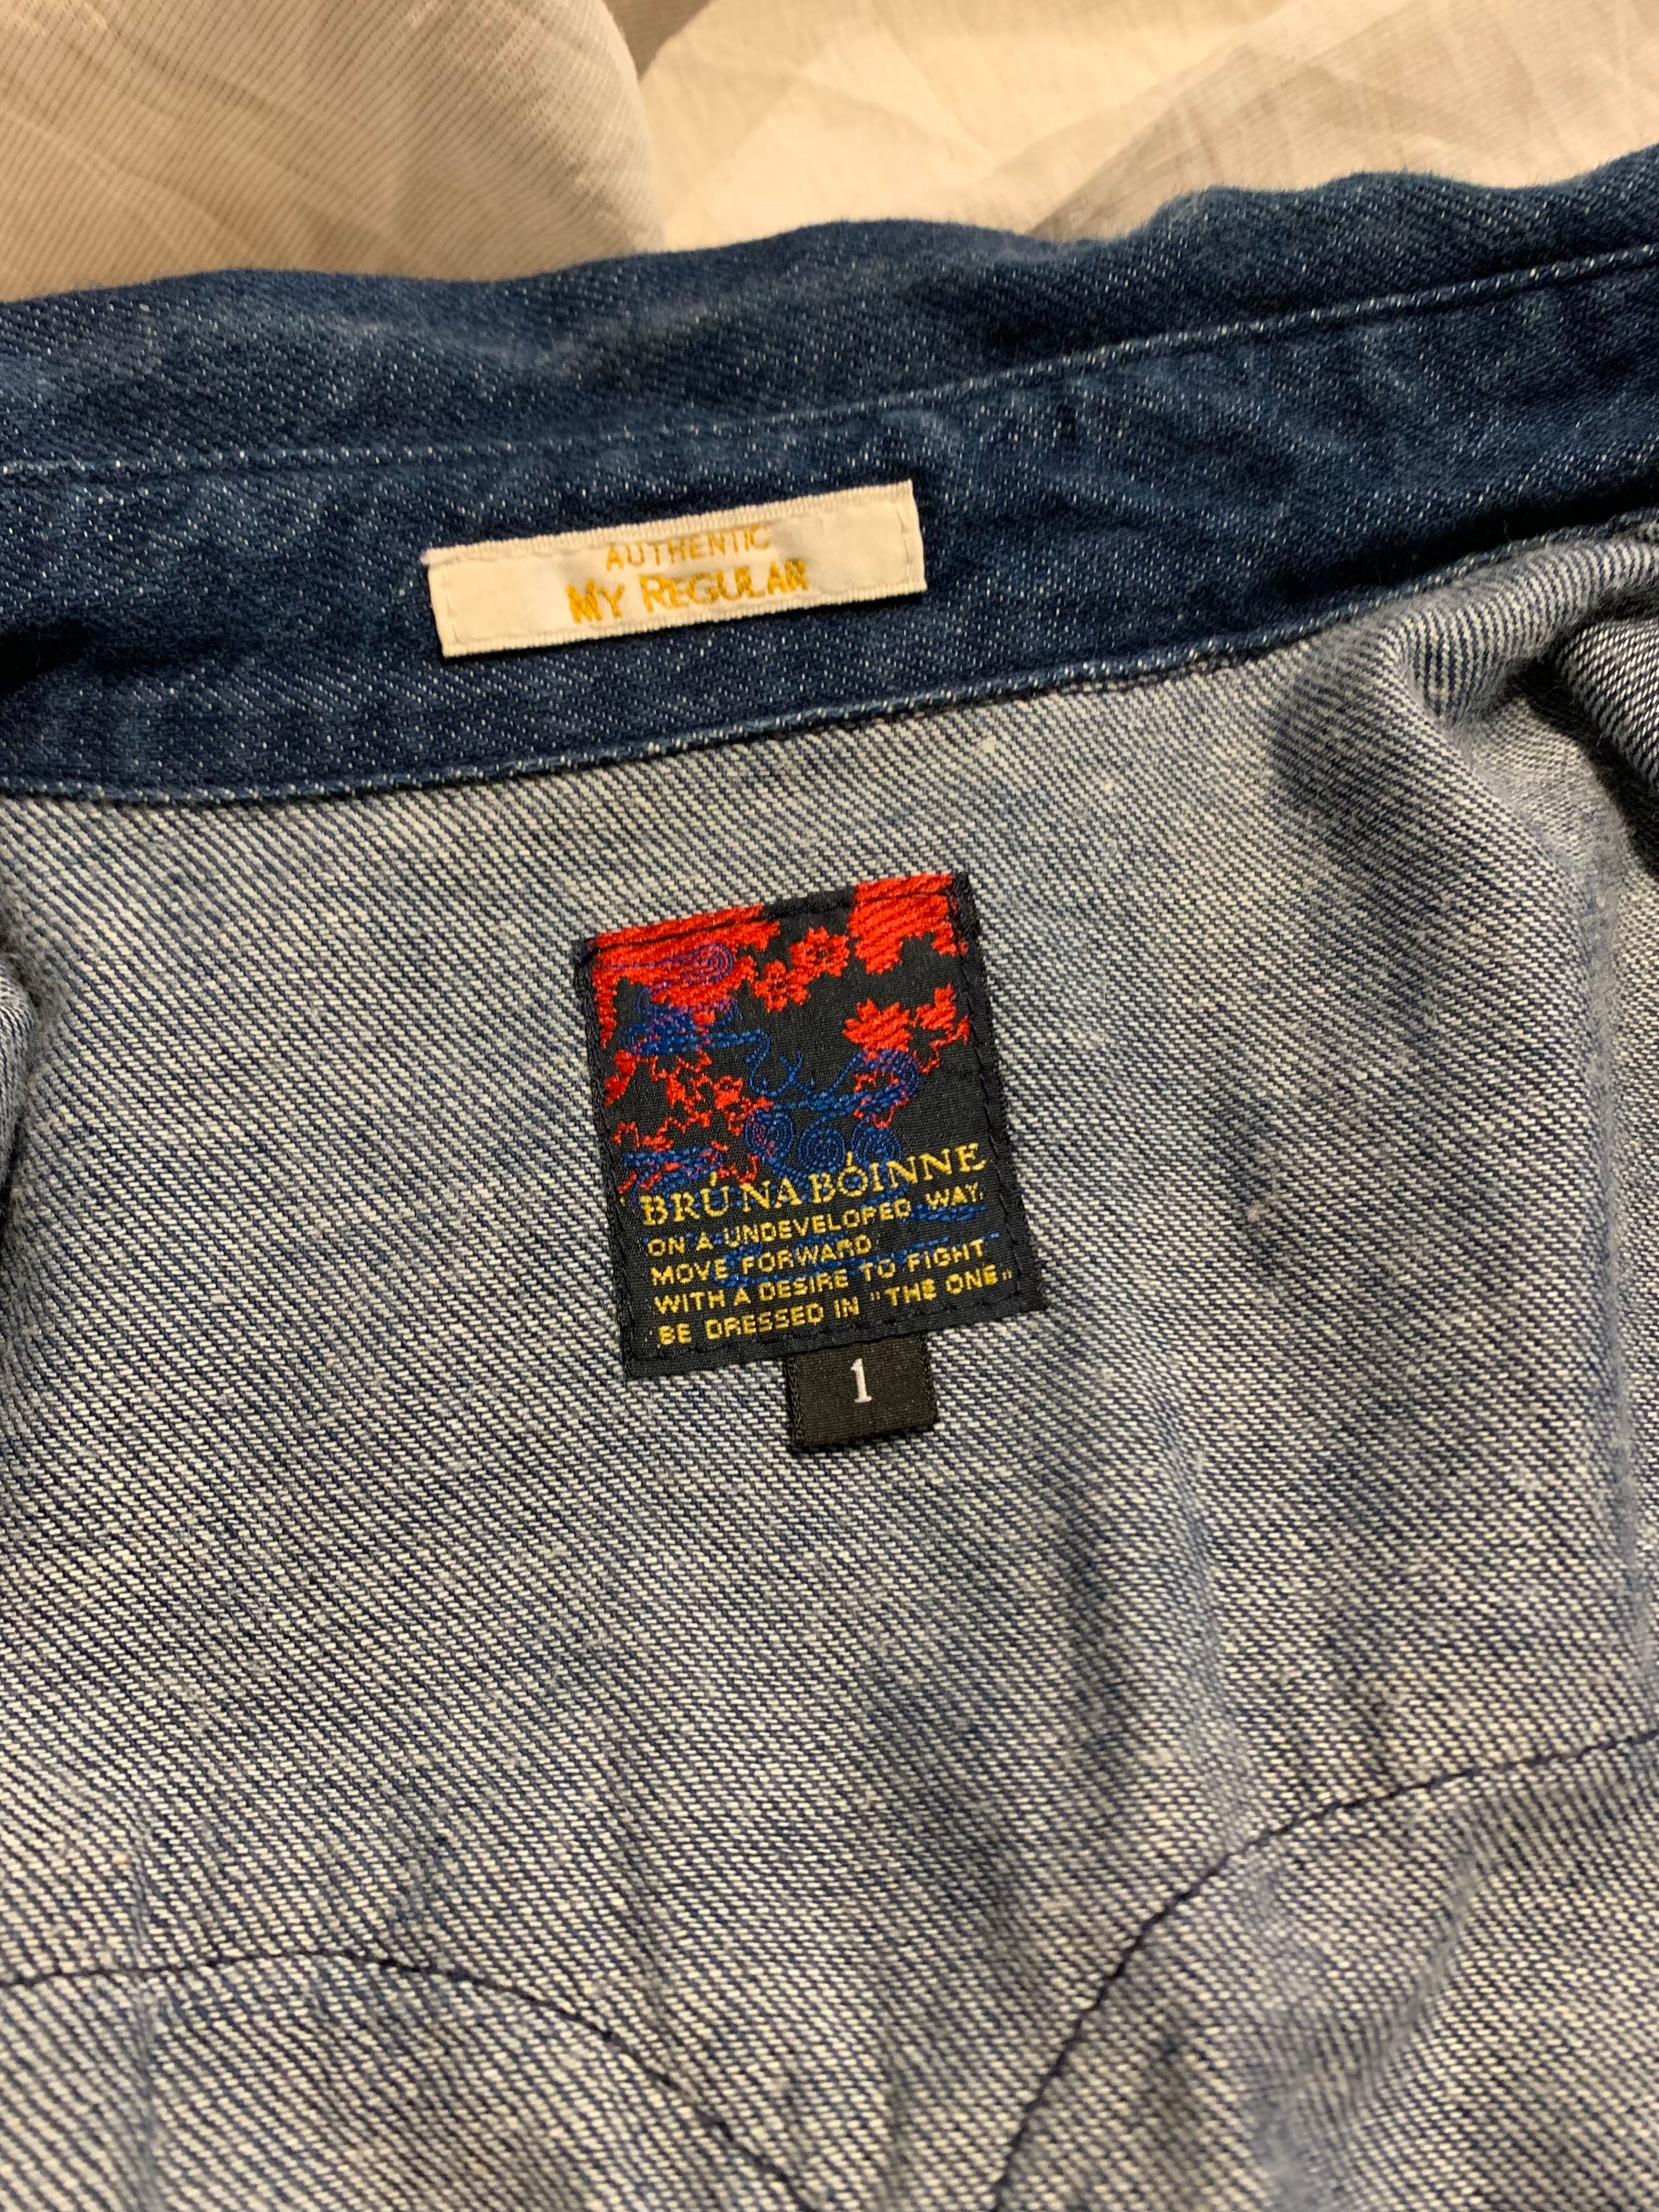 AUTHENTIC
MY REGULAR
BRÚNABÓINNE
ON A UNDEVELOPED WAY.
MOVE FORWARD
WITH A DESIRE TO FIGHT
BE DRESSED IN "THE ONE"
1